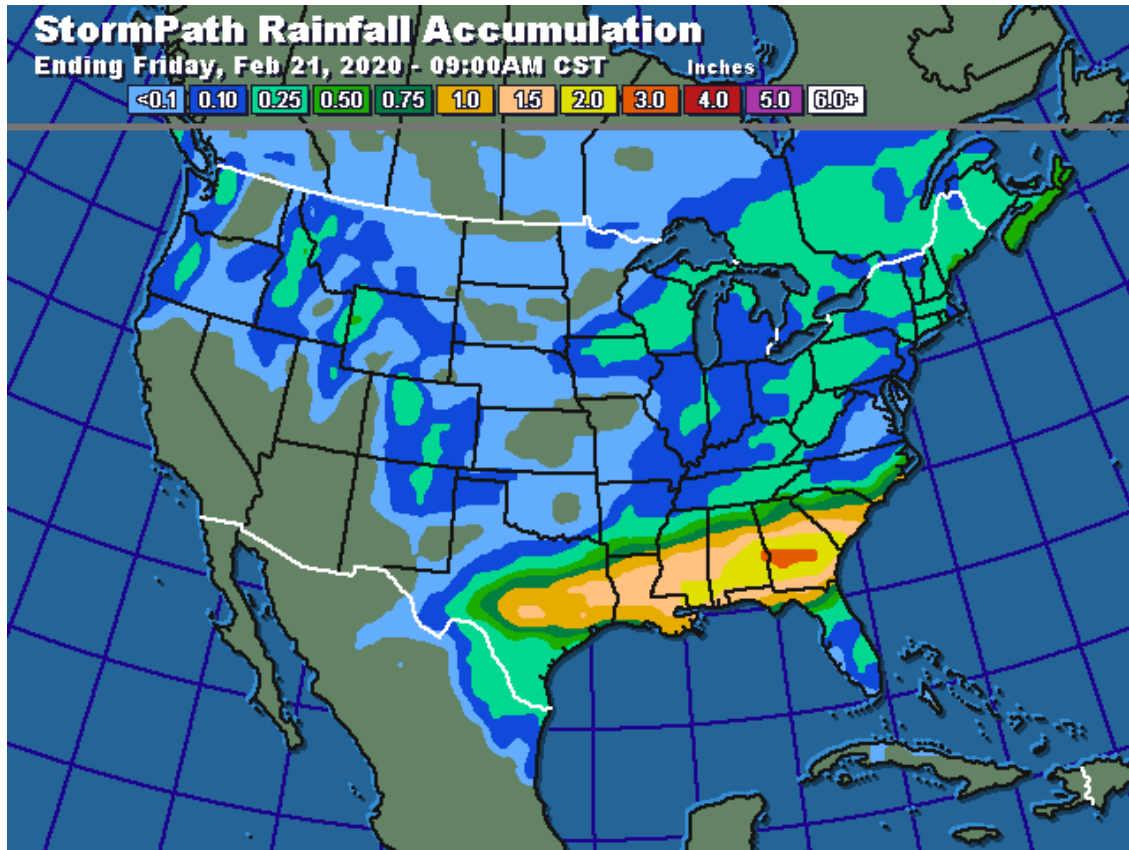 StormPath Rainfall Accumulation
Ending Friday, Feb 21, 2020 - 09:00AM CST Inches
<0.1 0.10 0.25 0.50 0.75 1.0 1.5 2.0 3.0 4.0 5.0 6.0+